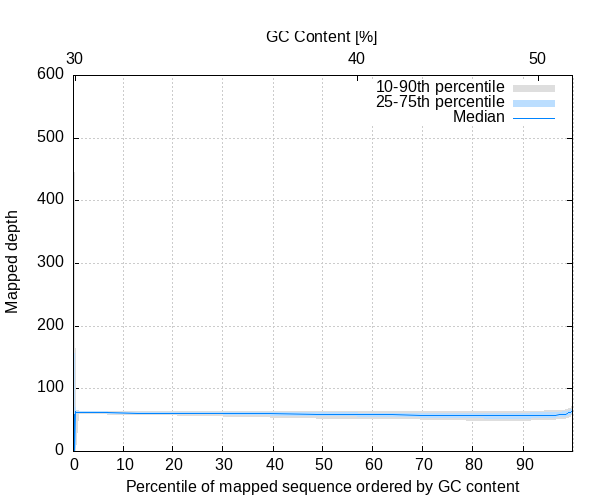 GC Content [%]
30 40 50
600
500
400
300
200
100
0
Mapped depth
10-90th percentile
25-75th percentile
Median
0 10 20 30 40 50 60 70 80 90
Percentile of mapped sequence ordered by GC content